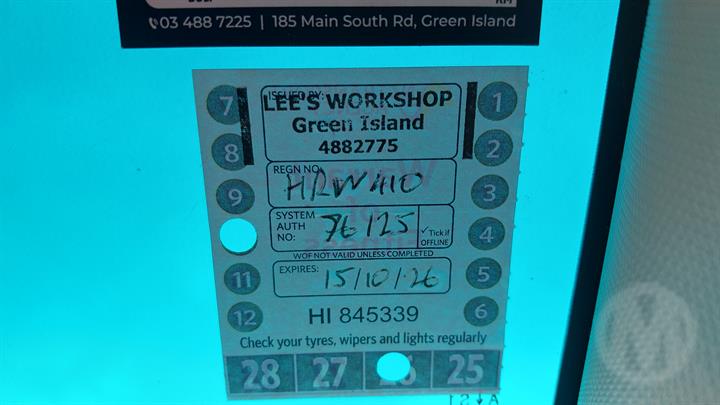 03 488 7225 | 185 Main South Rd, Green Island
ISSUED BY:
LEE'S WORKSHOP
Green Island
4882775
REGN NO:
HRW410
SYSTEM AUTH NO: 76125
✓Tick if OFFLINE
WOF NOT VALID UNLESS COMPLETED
EXPIRES: 15/10/26
HI 845339
7 1
8 2
9 3
4
11 5
12 6
Check your tyres, wipers and lights regularly
28 27 25